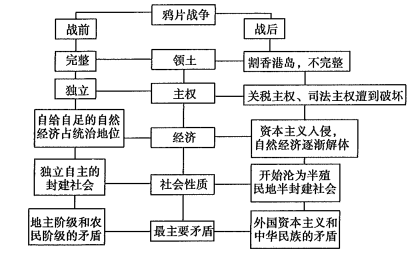 鸦片战争
战前
战后
完整
领土
割香港岛，不完整
独立
主权
关税主权、司法主权遭到破坏
自给自足的自然
经济占统治地位
经济
资本主义入侵，
自然经济逐渐解体
独立自主的
封建社会
社会性质
开始沦为半殖
民地半封建社会
地主阶级和农
民阶级的矛盾
最主要矛盾
外国资本主义和
中华民族的矛盾